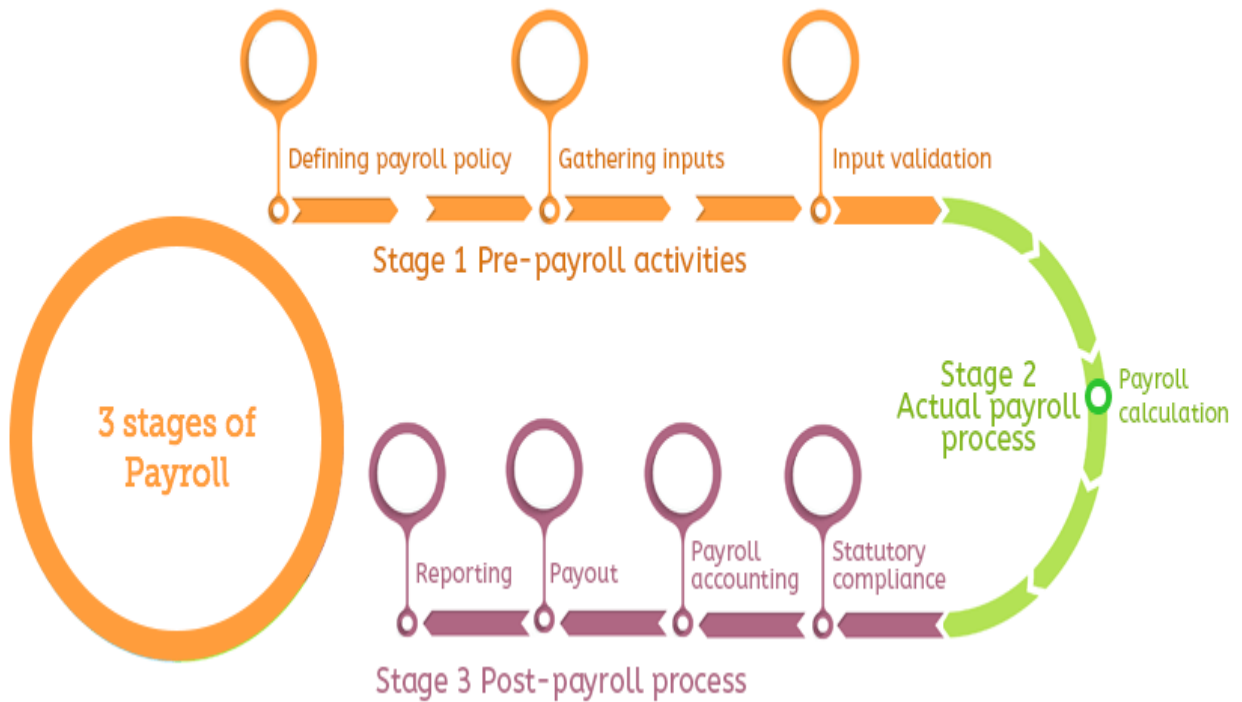 Defining payroll policy
Gathering inputs
Input validation
Stage 1 Pre-payroll activities
3 stages of
Payroll
Stage 2
Actual payroll
process
Payroll
calculation
Reporting
Payout
Payroll
accounting
Statutory
compliance
Stage 3 Post-payroll process